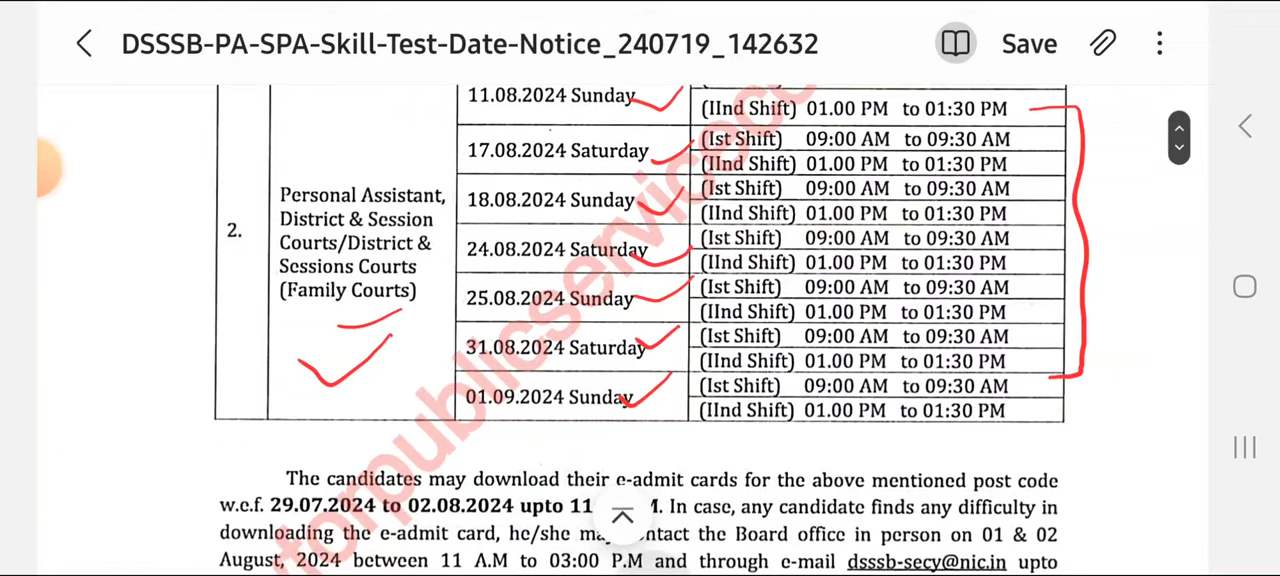 DSSSB-PA-SPA-Skill-Test-Date-Notice_240719_142632
Save
11.08.2024 Sunday
(IInd Shift) 01.00 PM to 01:30 PM
17.08.2024 Saturday
(Ist Shift) 09:00 AM to 09:30 AM
(IInd Shift) 01.00 PM to 01:30 PM
2.
Personal Assistant,
District & Session
Courts/District &
Sessions Courts
(Family Courts)
18.08.2024 Sunday
(Ist Shift) 09:00 AM to 09:30 AM
(IInd Shift) 01.00 PM to 01:30 PM
24.08.2024 Saturday
(Ist Shift) 09:00 AM to 09:30 AM
(IInd Shift) 01.00 PM to 01:30 PM
25.08.2024 Sunday
(Ist Shift) 09:00 AM to 09:30 AM
(IInd Shift) 01.00 PM to 01:30 PM
31.08.2024 Saturday
(Ist Shift) 09:00 AM to 09:30 AM
(IInd Shift) 01.00 PM to 01:30 PM
01.09.2024 Sunday
(Ist Shift) 09:00 AM to 09:30 AM
(IInd Shift) 01.00 PM to 01:30 PM
The candidates may download their e-admit cards for the above mentioned post code
w.e.f. 29.07.2024 to 02.08.2024 upto 11 M. In case, any candidate finds any difficulty in
downloading the e-admit card, he/she the Board office in person on 01 & 02
August, 2024 between 11 A.M to 03:00 P.M and through e-mail dsssb-secy@nic.in upto
torpublicservicect